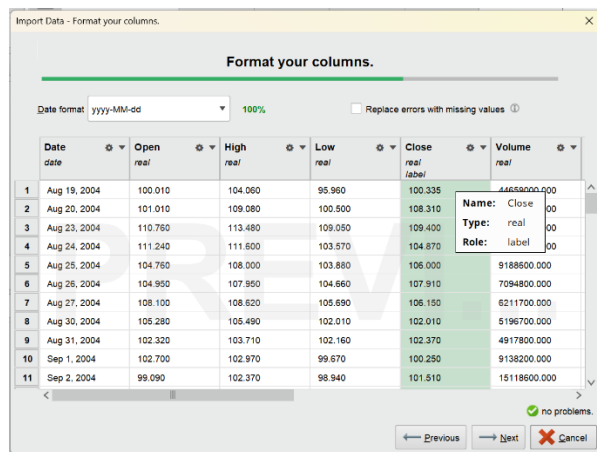 Import Data - Format your columns.
Format your columns.
Date format yyyy-MM-dd 100% Replace errors with missing values
Date Open High Low Close Volume
date real real real real real
label
1 Aug 19, 2004 100.010 104.060 95.960 100.335 44659000.000
2 Aug 20, 2004 101.010 109.080 100.500 108.310
3 Aug 23, 2004 110.760 113.480 109.050 109.400
4 Aug 24, 2004 111.240 111.600 103.570 104.870
5 Aug 25, 2004 104.760 108.000 103.880 106.000 9188600.000
6 Aug 26, 2004 104.950 107.950 104.660 107.910 7094800.000
7 Aug 27, 2004 108.100 108.620 105.690 106.150 6211700.000
8 Aug 30, 2004 105.280 105.490 102.010 102.010 5196700.000
9 Aug 31, 2004 102.320 103.710 102.160 102.370 4917800.000
10 Sep 1, 2004 102.700 102.970 99.670 100.250 9138200.000
11 Sep 2, 2004 99.090 102.370 98.940 101.510 15118600.000
Name: Close
Type: real
Role: label
no problems.
Previous Next Cancel